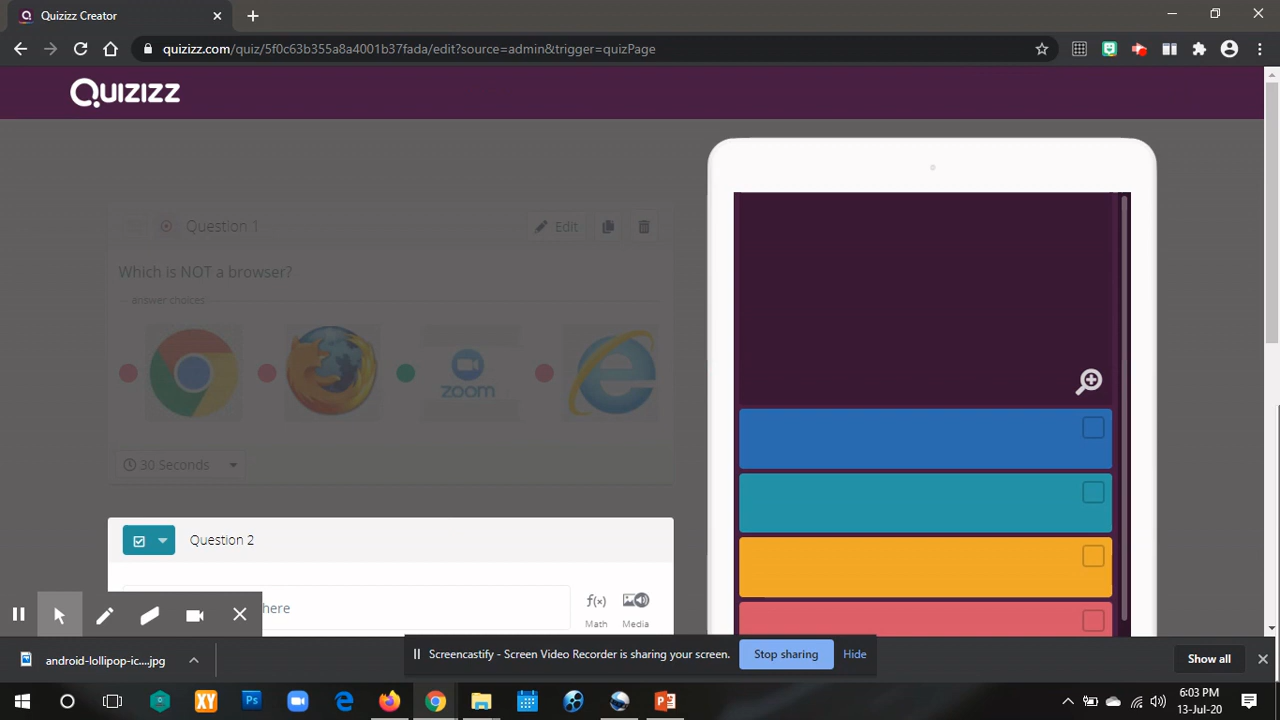 Quizizz Creator
quizizz.com/quiz/5f0c63b355a8a4001b37fada/edit?source=admin&trigger=quizPage
Quizizz
Question 1
Edit
Which is NOT a browser?
answer choices
zoom
30 Seconds
Question 2
here
f(x)
Math
Media
Screencastify - Screen Video Recorder is sharing your screen.
Stop sharing
Hide
android-lollipop-ic....jpg
Show all
XY
Ps
6:03 PM
13-Jul-20